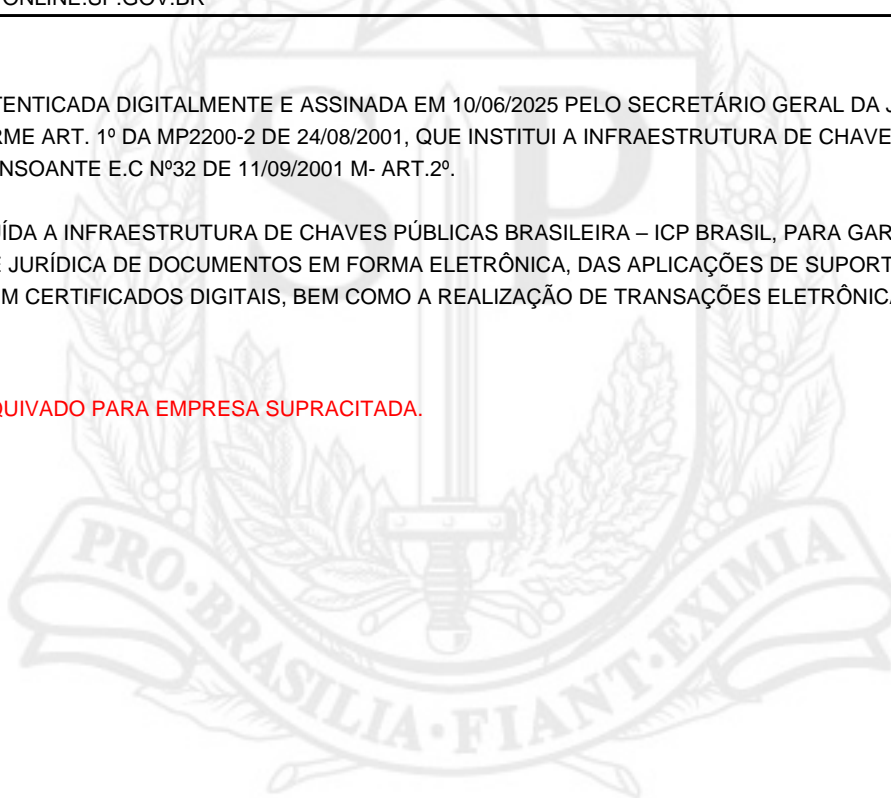 ONLINE.SP.GOV.BR
TENTICADA DIGITALMENTE E ASSINADA EM 10/06/2025 PELO SECRETÁRIO GERAL DA J
RME ART. 1º DA MP2200-2 DE 24/08/2001, QUE INSTITUI A INFRAESTRUTURA DE CHAVE
NSOANTE E.C Nº32 DE 11/09/2001 M- ART.2º.
ÍDA A INFRAESTRUTURA DE CHAVES PÚBLICAS BRASILEIRA – ICP BRASIL, PARA GAR
E JURÍDICA DE DOCUMENTOS EM FORMA ELETRÔNICA, DAS APLICAÇÕES DE SUPORT
M CERTIFICADOS DIGITAIS, BEM COMO A REALIZAÇÃO DE TRANSAÇÕES ELETRÔNICA
QUIVADO PARA EMPRESA SUPRACITADA.
SP
PRO·BRASILIA·FIANT·EXIMIA